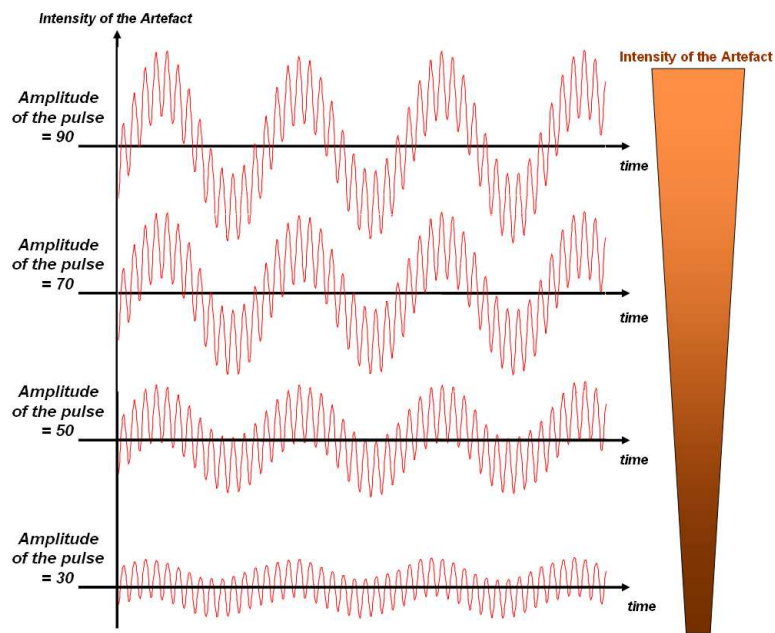 Intensity of the Artefact
Intensity of the Artefact
Amplitude
of the pulse
= 90
time
Amplitude
of the pulse
= 70
time
Amplitude
of the pulse
= 50
time
Amplitude
of the pulse
= 30
time